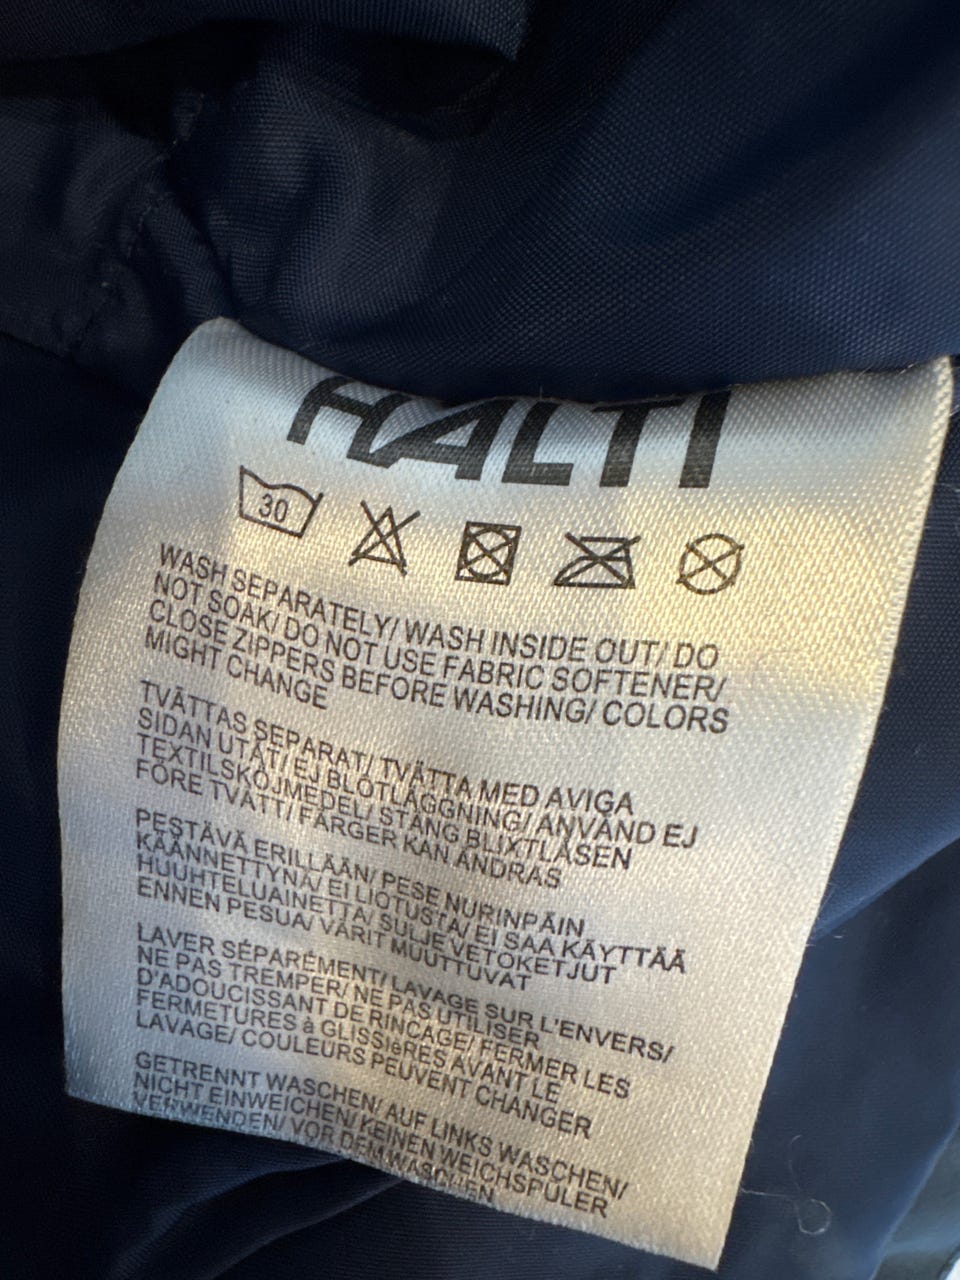 HALTI
30
WASH SEPARATELY/ WASH INSIDE OUT/ DO
NOT SOAK/ DO NOT USE FABRIC SOFTENER/
CLOSE ZIPPERS BEFORE WASHING/ COLORS
MIGHT CHANGE
TVÄTTAS SEPARAT/ TVÄTTA MED AVIGA
SIDAN UTÅT/ EJ BLÖTLÄGGNING/ ANVÄND EJ
TEXTILSKÖJMEDEL/ STÄNG BLIXTLÅSEN
FÖRE TVÄTT/ FÄRGER KAN ÄNDRAS
PESTÄVÄ ERILLÄÄN/ PESE NURINPÄIN
KÄÄNNETTYNÄ/ EI LIOTUSTA/ EI SAA KÄYTTÄÄ
HUUHTELUAINETTA/ SULJE VETOKETJUT
ENNEN PESUA/ VÄRIT MUUTTUVAT
LAVER SÉPARÉMENT/ LAVAGE SUR L'ENVERS/
NE PAS TREMPER/ NE PAS UTILISER
D'ADOUCISSANT DE RINCAGE/ FERMER LES
FERMETURES à GLISSIèRES AVANT LE
LAVAGE/ COULEURS PEUVENT CHANGER
GETRENNT WASCHEN/ AUF LINKS WASCHEN/
NICHT EINWEICHEN/ KEINEN WEICHSPÜLER
VERWENDEN/ VOR DEM WASCHEN